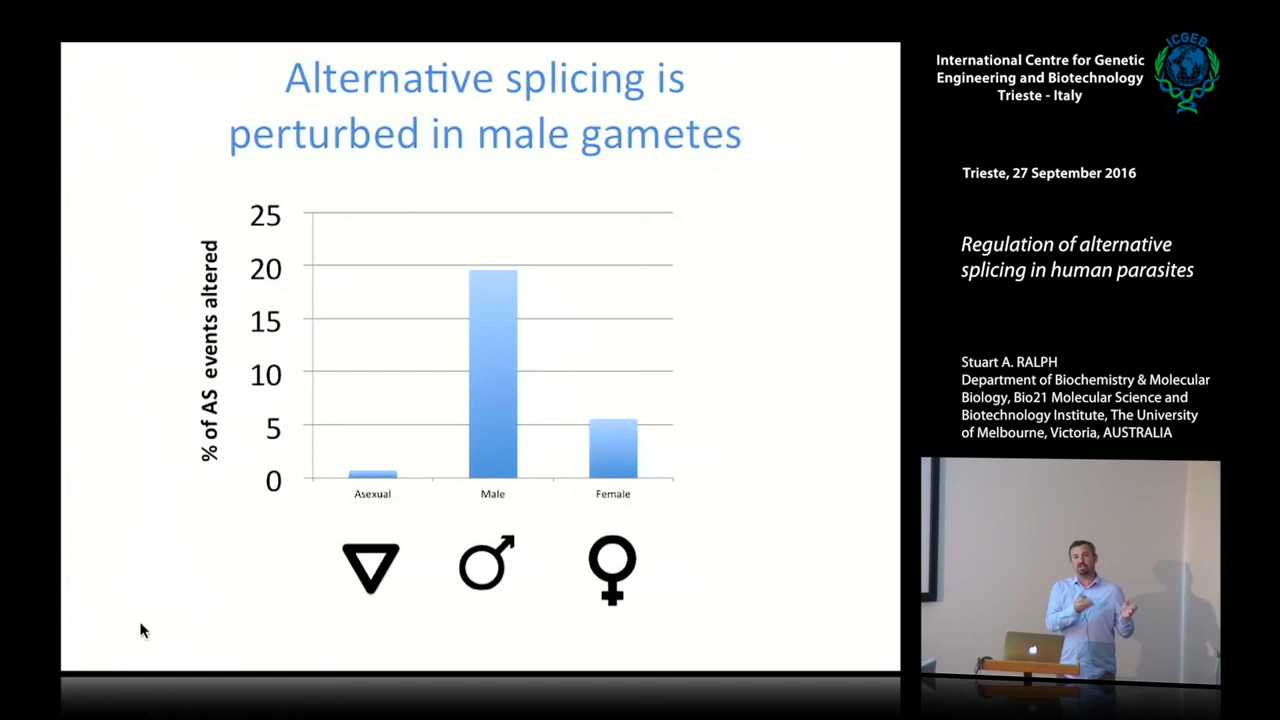 Alternative splicing is
perturbed in male gametes
25
20
15
10
5
0
% of AS events altered
Asexual
Male
Female
International Centre for Genetic
Engineering and Biotechnology
Trieste - Italy
ICGEB
Trieste, 27 September 2016
Regulation of alternative
splicing in human parasites
Stuart A. RALPH
Department of Biochemistry & Molecular
Biology, Bio21 Molecular Science and
Biotechnology Institute, The University
of Melbourne, Victoria, AUSTRALIA